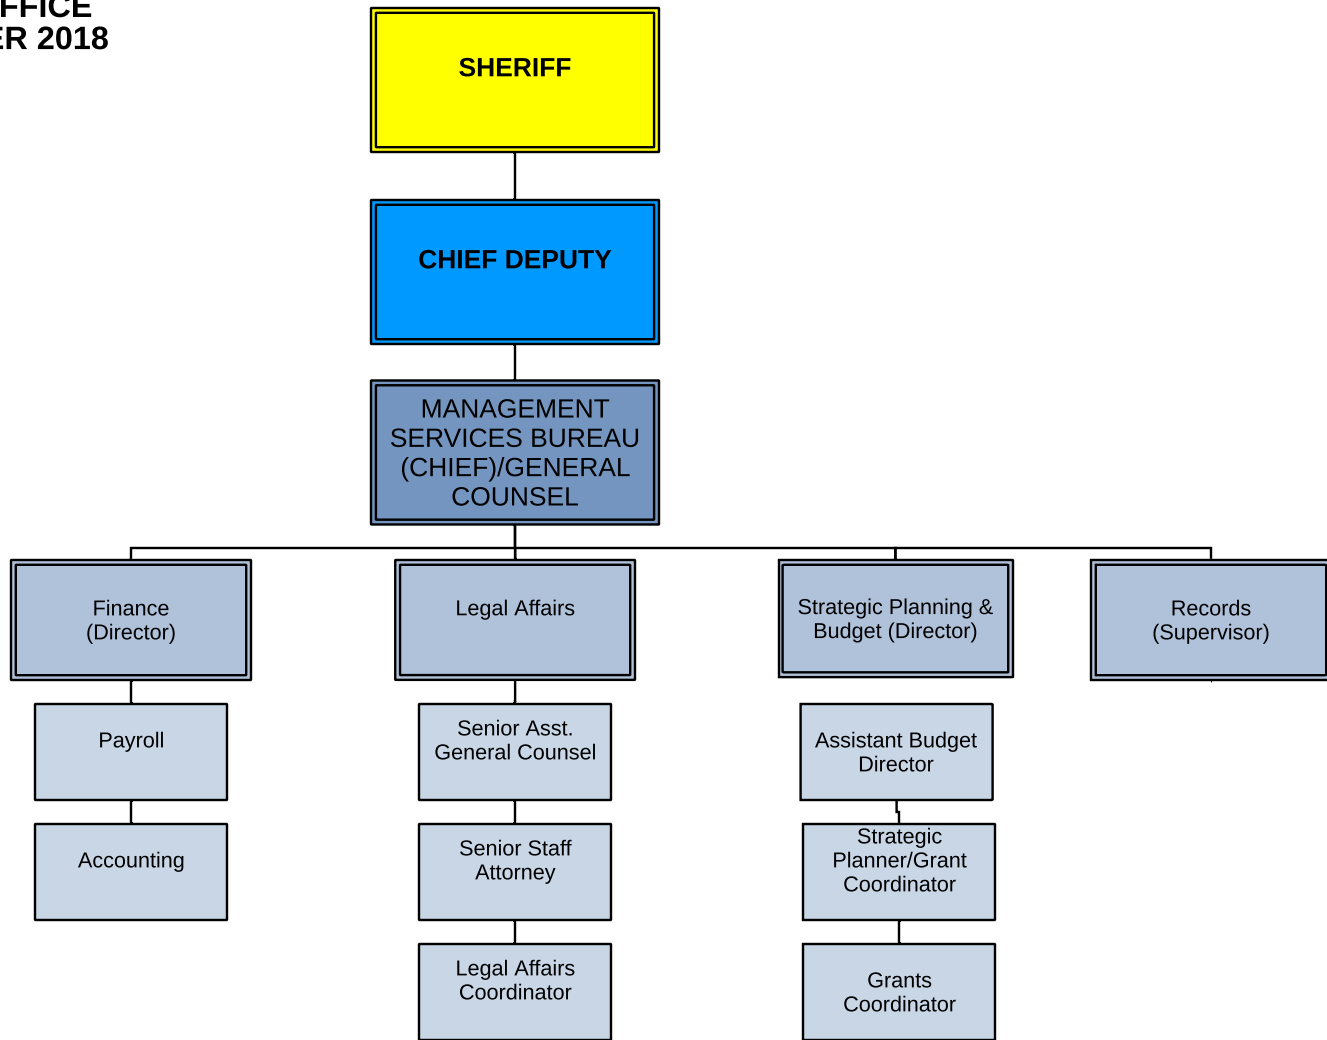 2018
SHERIFF
CHIEF DEPUTY
MANAGEMENT
SERVICES BUREAU
(CHIEF)/GENERAL
COUNSEL
Finance
(Director)
Legal Affairs
Strategic Planning &
Budget (Director)
Records
(Supervisor)
Payroll
Senior Asst.
General Counsel
Assistant Budget
Director
Accounting
Senior Staff
Attorney
Strategic
Planner/Grant
Coordinator
Legal Affairs
Coordinator
Grants
Coordinator